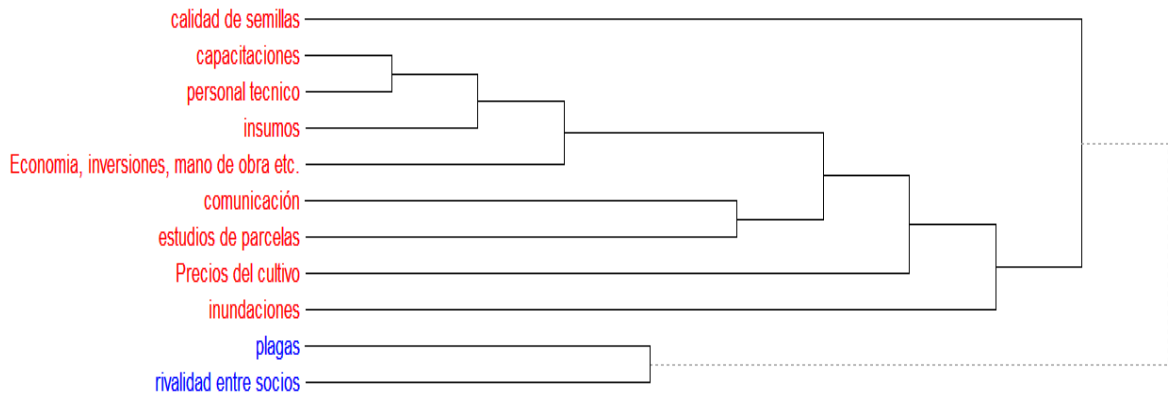 calidad de semillas
capacitaciones
personal tecnico
insumos
Economia, inversiones, mano de obra etc.
comunicación
estudios de parcelas
Precios del cultivo
inundaciones
plagas
rivalidad entre socios